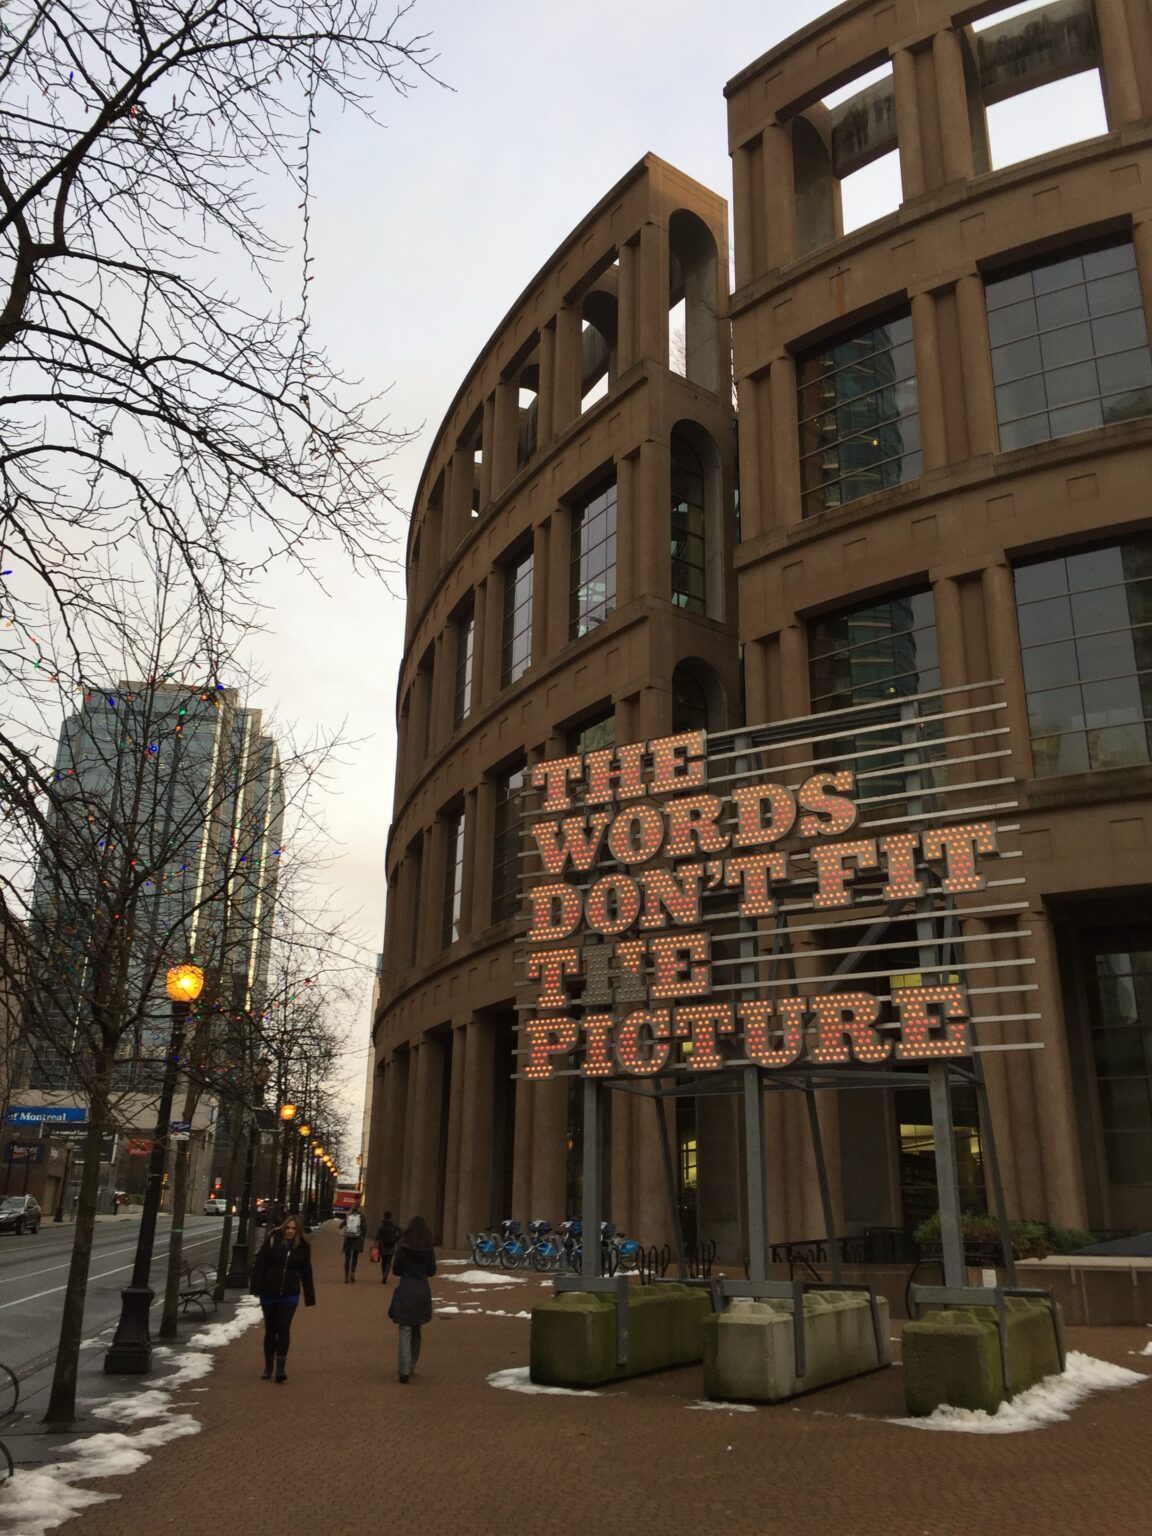 THE
WORDS
DON'T FIT
THE
PICTURE
of Montreal